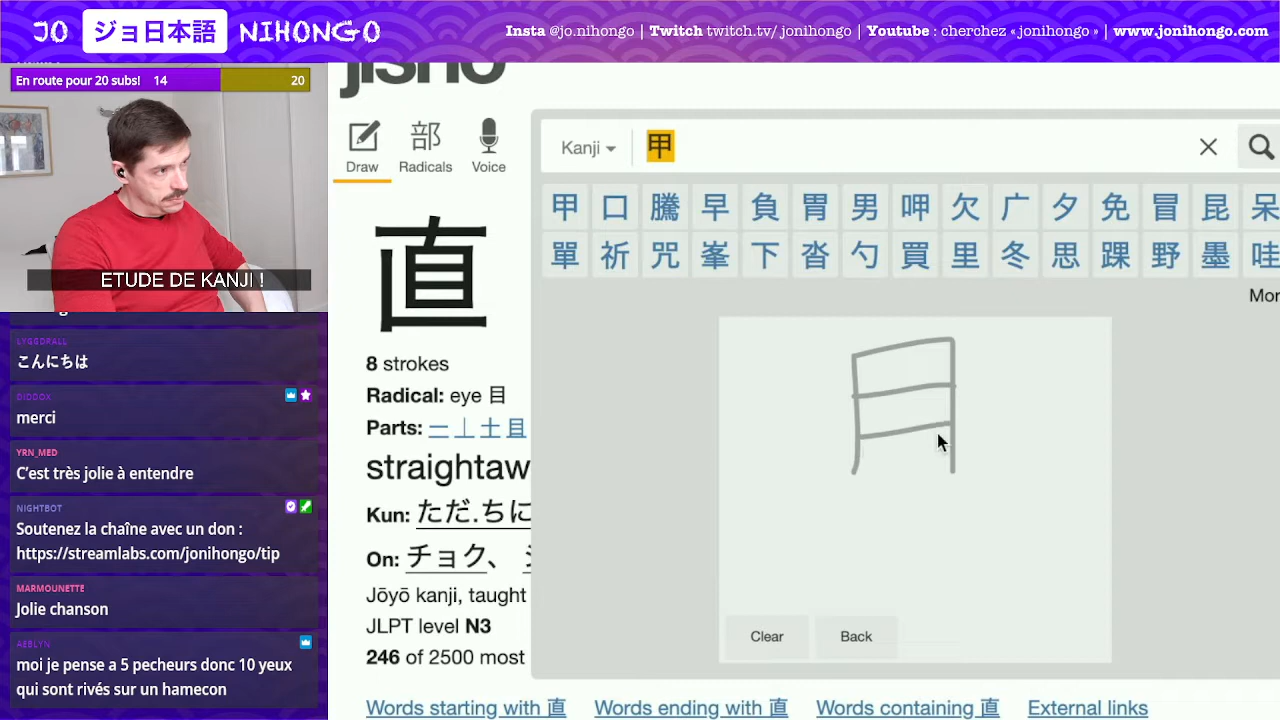 JO ジョ日本語 NIHONGO
Insta @jo.nihongo | Twitch twitch.tv/ jonihongo | Youtube : cherchez « jonihongo » | www.jonihongo.com
En route pour 20 subs! 14 20
ETUDE DE KANJI !
LYGGDRALL
こんにちは
DIDDOX
merci
YRN_MED
C'est très jolie à entendre
NIGHTBOT
Soutenez la chaîne avec un don :
https://streamlabs.com/jonihongo/tip
MARMOUNETTE
Jolie chanson
AEBLYN
moi je pense a 5 pecheurs donc 10 yeux
qui sont rivés sur un hamecon
jisho
Draw 部 Radicals Voice
Kanji 甲
甲 口 騰 早 負 胃 男 呷 欠 广 夕 免 冒 昆 呆
單 祈 咒 峯 下 沓 勺 買 里 冬 思 踝 野 墨 哇
Mor
直
8 strokes
Radical: eye 目
Parts: 一 丄 十 目
straightaw
Kun: ただ.ちに
On: チョク、
Jōyō kanji, taught
JLPT level N3
246 of 2500 most
Clear Back
Words starting with 直 Words ending with 直 Words containing 直 External links